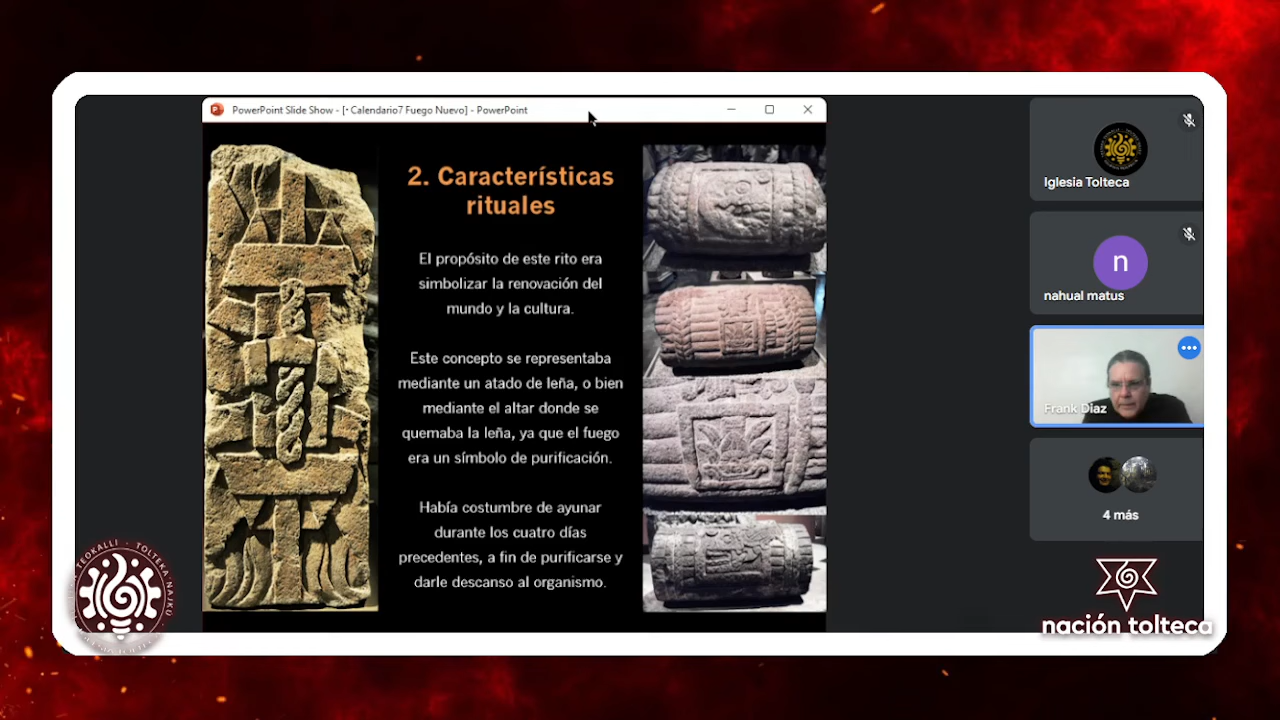 PowerPoint Slide Show - [• Calendario7 Fuego Nuevo] - PowerPoint
2. Características
rituales
El propósito de este rito era
simbolizar la renovación del
mundo y la cultura.
Este concepto se representaba
mediante un atado de leña, o bien
mediante el altar donde se
quemaba la leña, ya que el fuego
era un símbolo de purificación.
Había costumbre de ayunar
durante los cuatro días
precedentes, a fin de purificarse y
darle descanso al organismo.
Iglesia Tolteca
n
nahual matus
Frank Díaz
4 más
TEOKALLI · TOLTEKA · NAJKU
nación tolteca